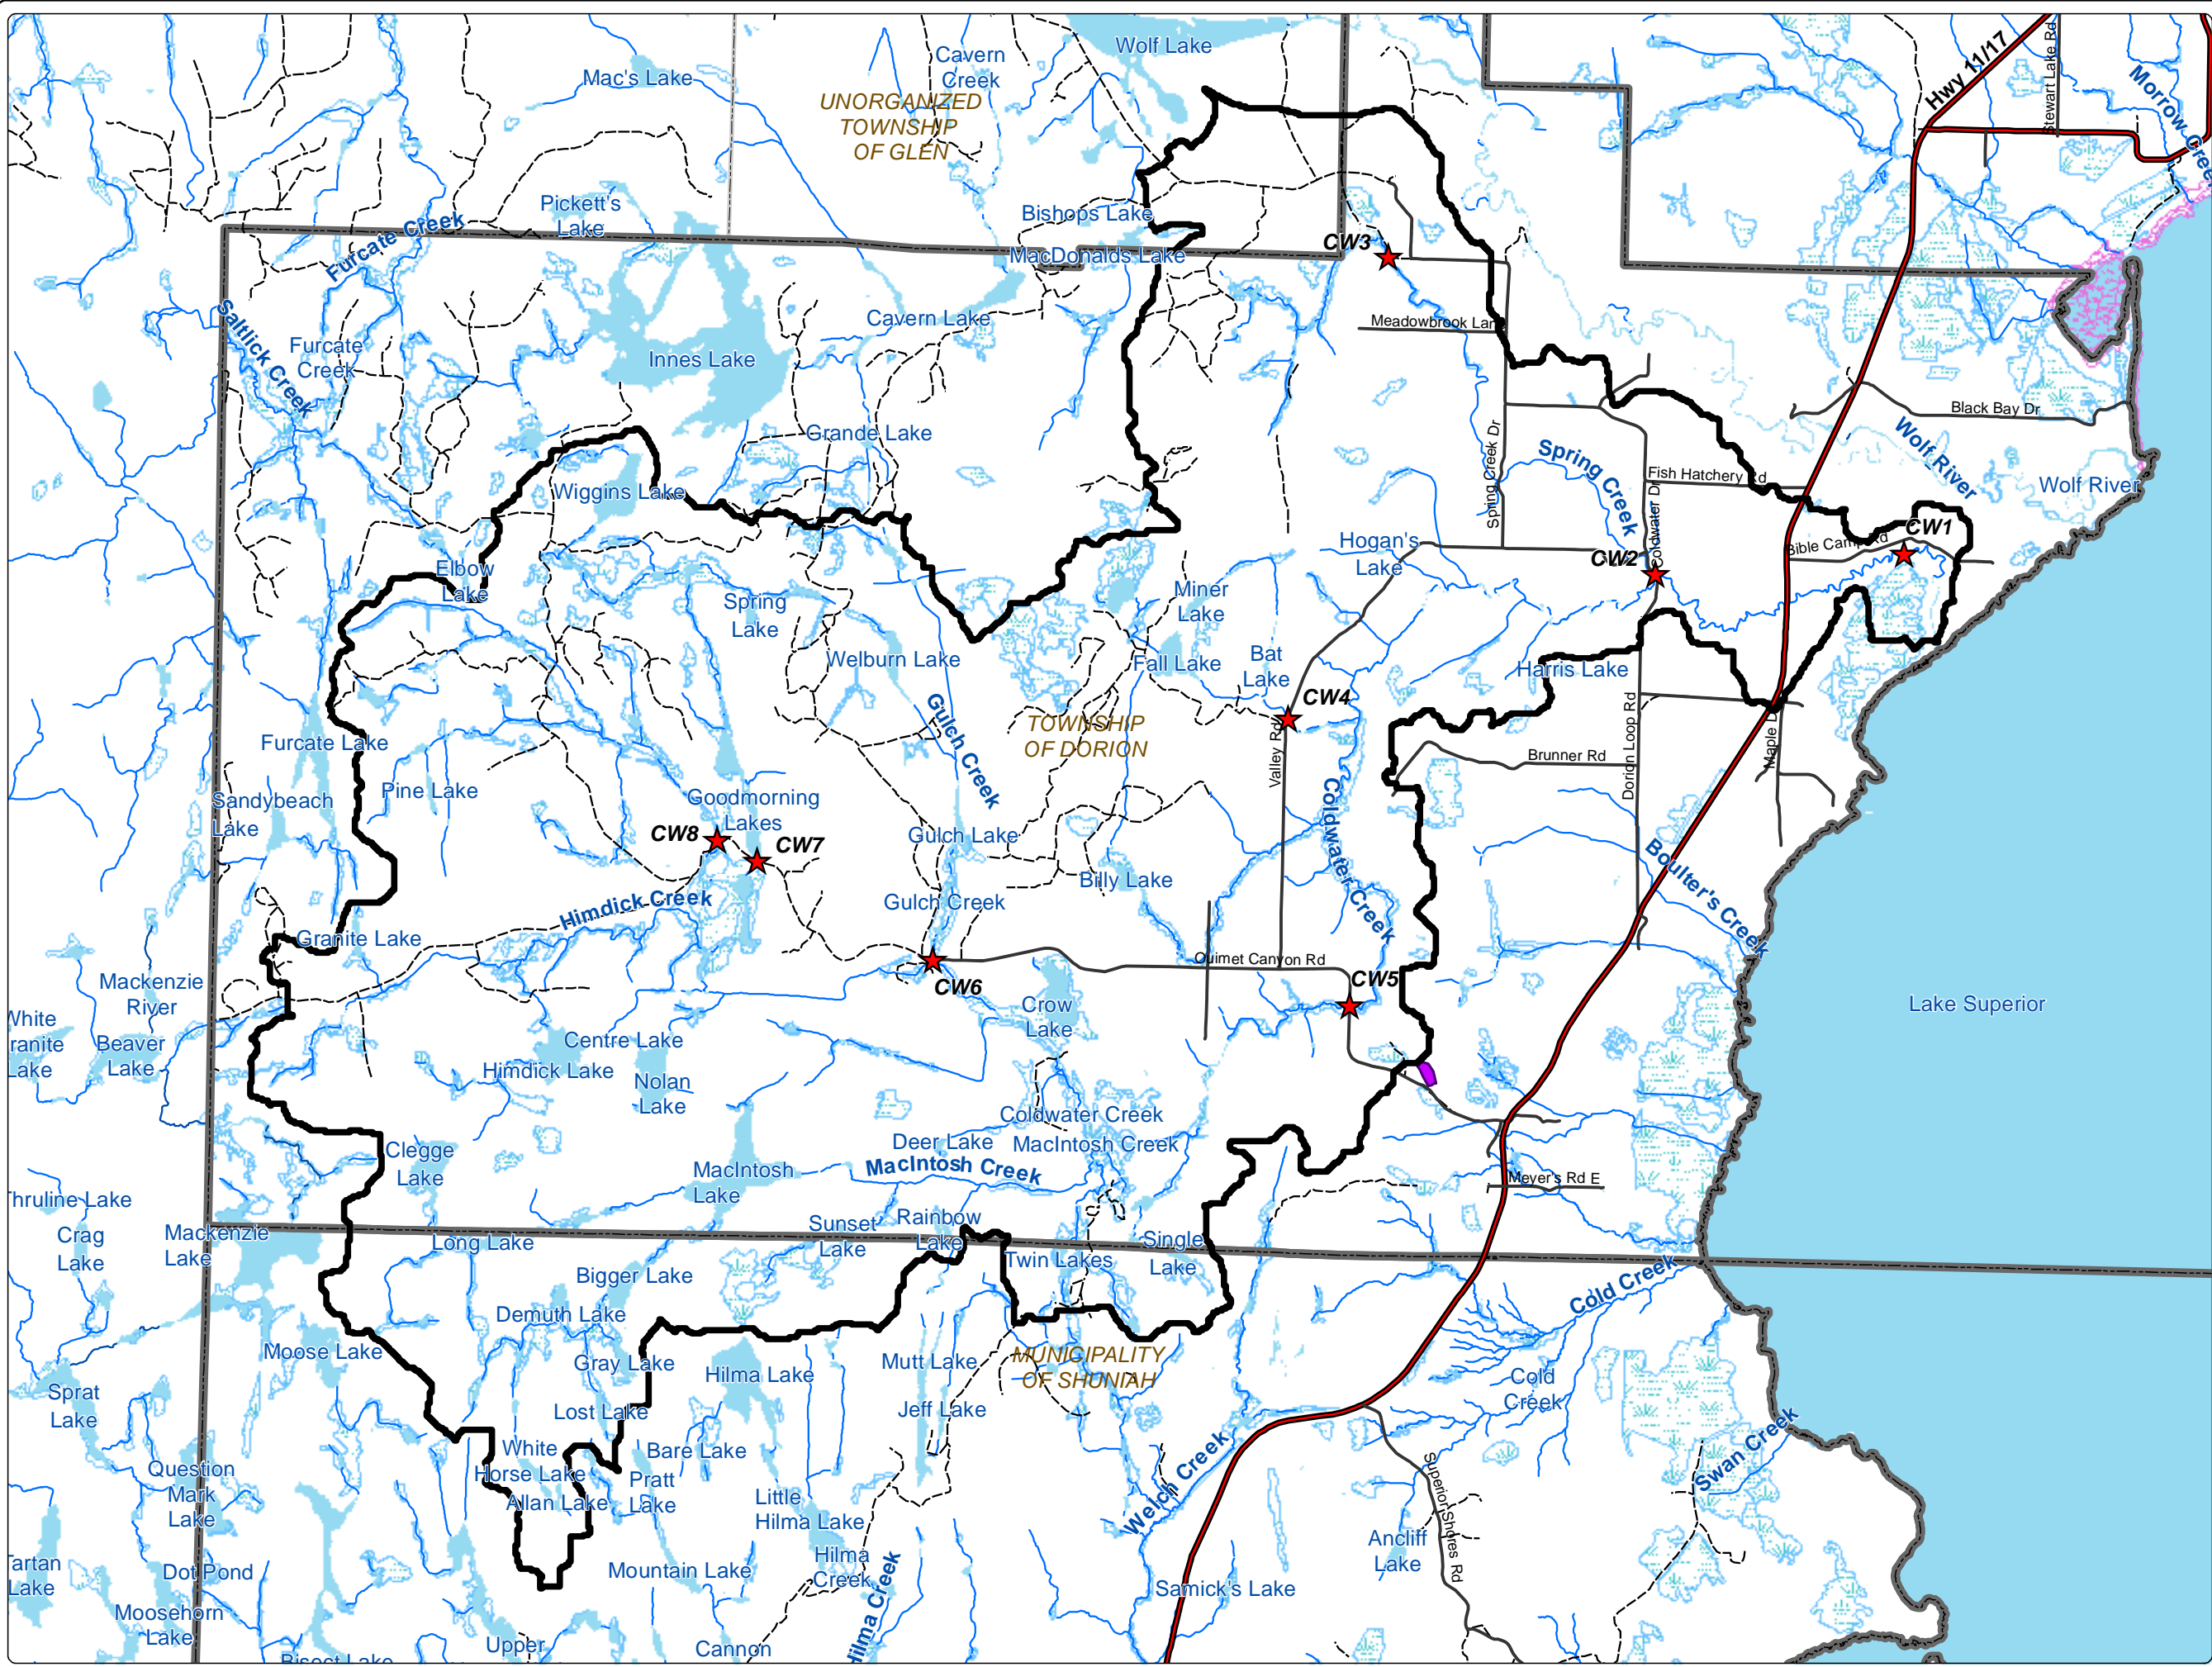 Wolf Lake
Cavern
Creek
Mac's Lake
Hwy 11/17
Stewart Lake Rd
Morrow Creek
UNORGANIZED
TOWNSHIP
OF GLEN
Pickett's
Lake
Bishops Lake
Furcate Creek
MacDonalds Lake
CW3
Saltlick Creek
Furcate
Creek
Cavern Lake
Innes Lake
Meadowbrook Lan
Black Bay Dr
Grande Lake
Wolf River
Wolf River
Wiggins Lake
Spring Creek Dr
Spring Creek
Fish Hatchery Rd
Coldwater Dr
CW1
Bible Camp Rd
Hogan's
Lake
CW2
Elbow
Lake
Spring
Lake
Miner
Lake
Welburn Lake
Fall Lake
Bat
Lake
Harris Lake
CW4
Gulch Creek
TOWNSHIP
OF DORION
Valley Rd
Brunner Rd
Dorion Loop Rd
Maple D
Furcate Lake
Pine Lake
Sandybeach
Lake
Goodmorning
Lakes
CW8
CW7
Coldwater Creek
Gulch Lake
Billy Lake
Boulter's Creek
Himdick Creek
Gulch Creek
Granite Lake
Ouimet Canyon Rd
CW5
CW6
Mackenzie
River
Crow
Lake
Lake Superior
White
ranite
Lake
Beaver
Lake
Centre Lake
Himdick Lake
Nolan
Lake
Coldwater Creek
Deer Lake
MacIntosh Creek
Clegge
Lake
MacIntosh
Lake
MacIntosh Creek
Meyer's Rd E
Thruline Lake
Crag
Lake
Mackenzie
Lake
Long Lake
Sunset
Lake
Rainbow
Lake
Twin Lakes
Single
Lake
Bigger Lake
Cold Creek
Demuth Lake
Moose Lake
Gray Lake
Hilma Lake
Mutt Lake
MUNICIPALITY
OF SHUNIAH
Cold
Creek
Sprat
Lake
Lost Lake
Jeff Lake
Swan Creek
White
Horse Lake
Bare Lake
Question
Mark
Lake
Allan Lake
Pratt
Lake
Little
Hilma Lake
Welch Creek
Superior Shores Rd
Ancliff
Lake
Tartan
Lake
Dot Pond
Mountain Lake
Hilma
Creek
Hilma Creek
Samick's Lake
Moosehorn
Lake
Upper
Cannon
Bisect Lake